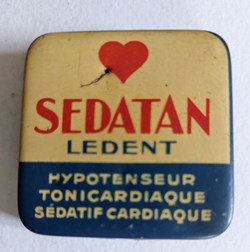 SEDATAN
LEDENT
HYPOTENSEUR
TONICARDIAQUE
SÉDATIF CARDIAQUE